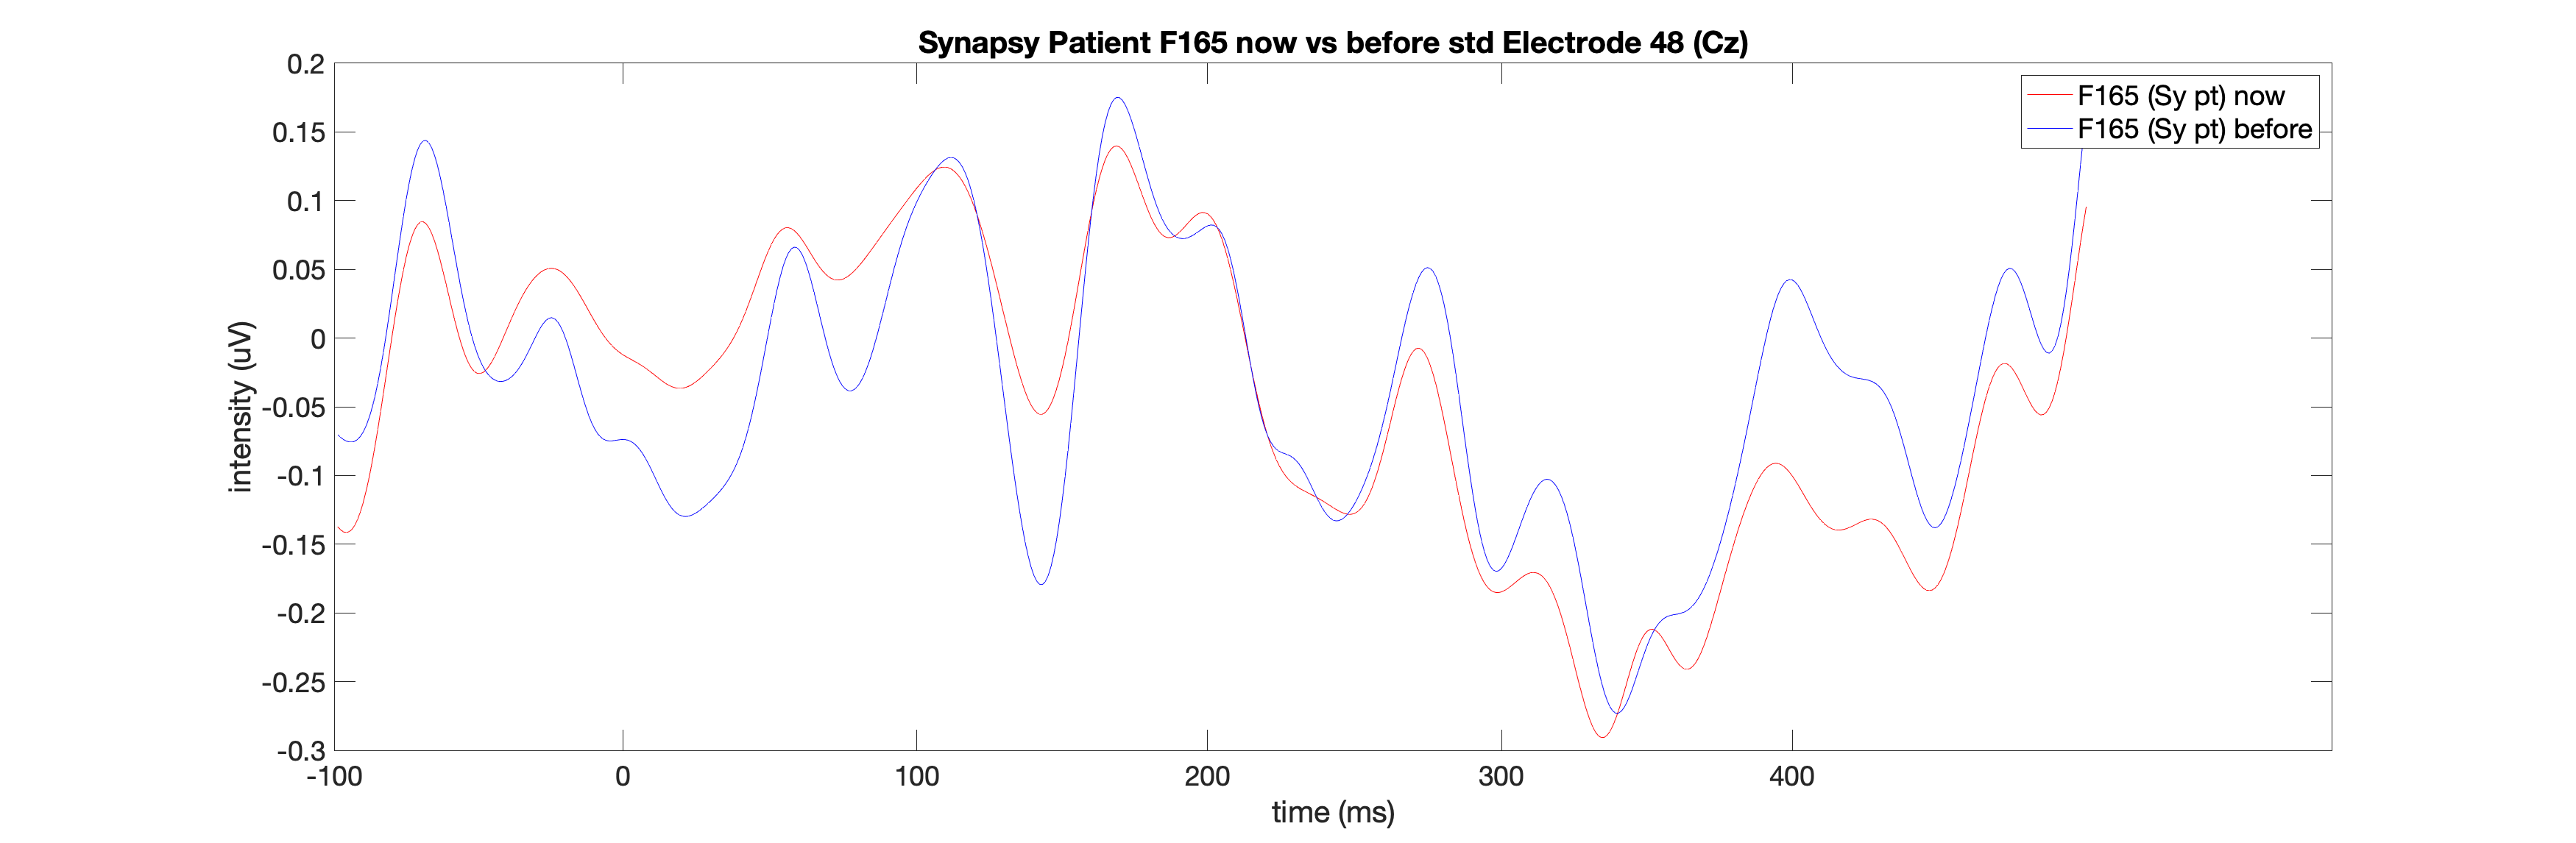 Synapsy Patient F165 now vs before std Electrode 48 (Cz)
F165 (Sy pt) now
F165 (Sy pt) before
intensity (uV)
0.2
0.15
0.1
0.05
0
-0.05
-0.1
-0.15
-0.2
-0.25
-0.3
-100 0 100 200 300 400
time (ms)